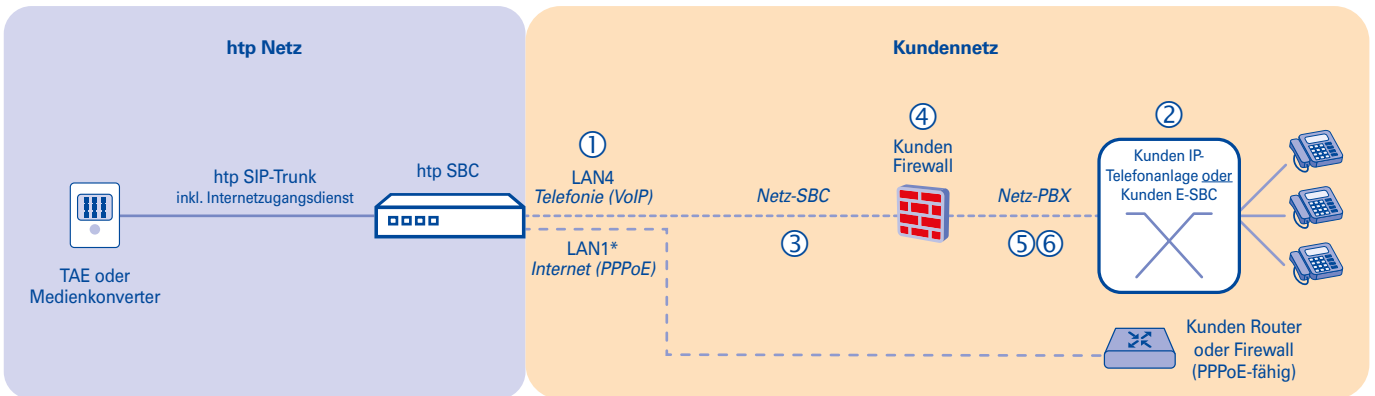 htp Netz
Kundennetz
TAE oder
Medienkonverter
htp SIP-Trunk
inkl. Internetzugangsdienst
htp SBC
①
LAN4
Telefonie (VoIP)
LAN1*
Internet (PPPoE)
Netz-SBC
③
④
Kunden
Firewall
Netz-PBX
⑤⑥
②
Kunden IP-
Telefonanlage oder
Kunden E-SBC
Kunden Router
oder Firewall
(PPPoE-fähig)